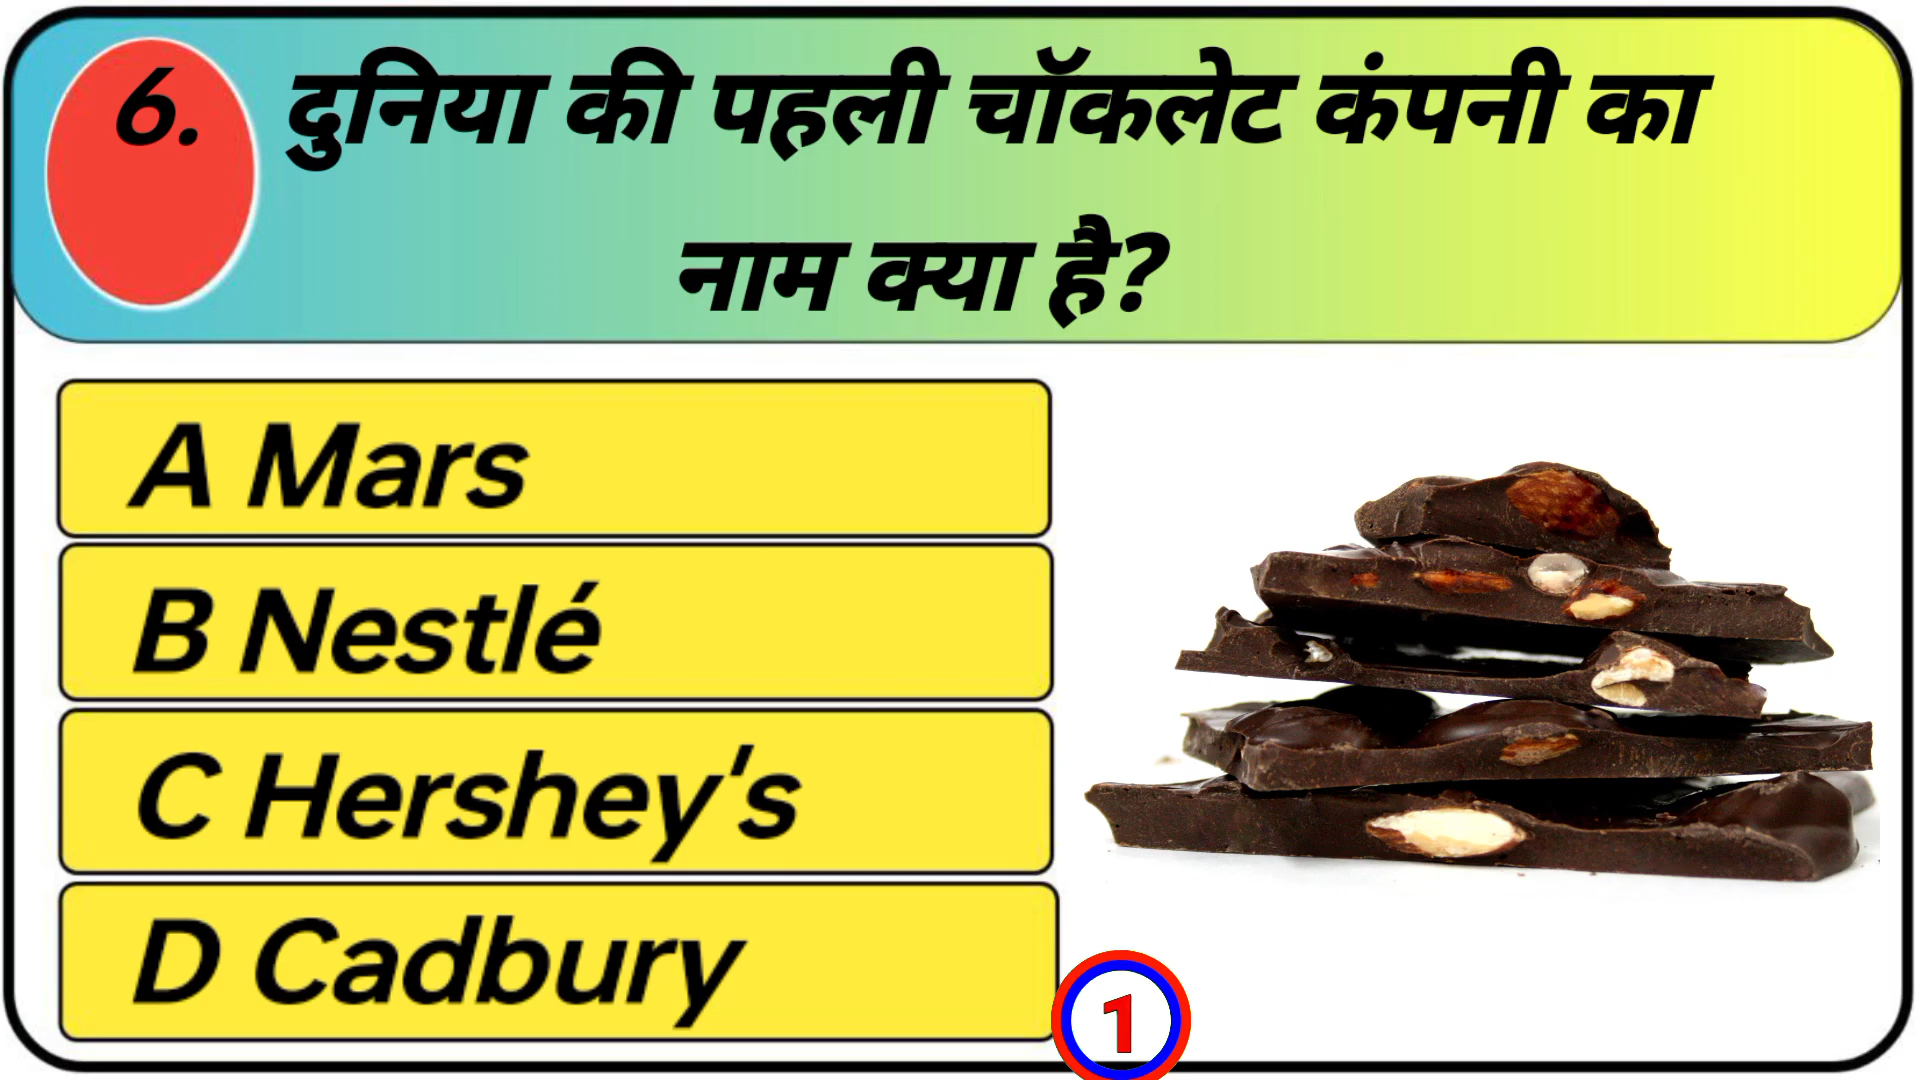 6. दुनिया की पहली चॉकलेट कंपनी का
नाम क्या है?
A Mars
B Nestlé
C Hershey's
D Cadbury
1